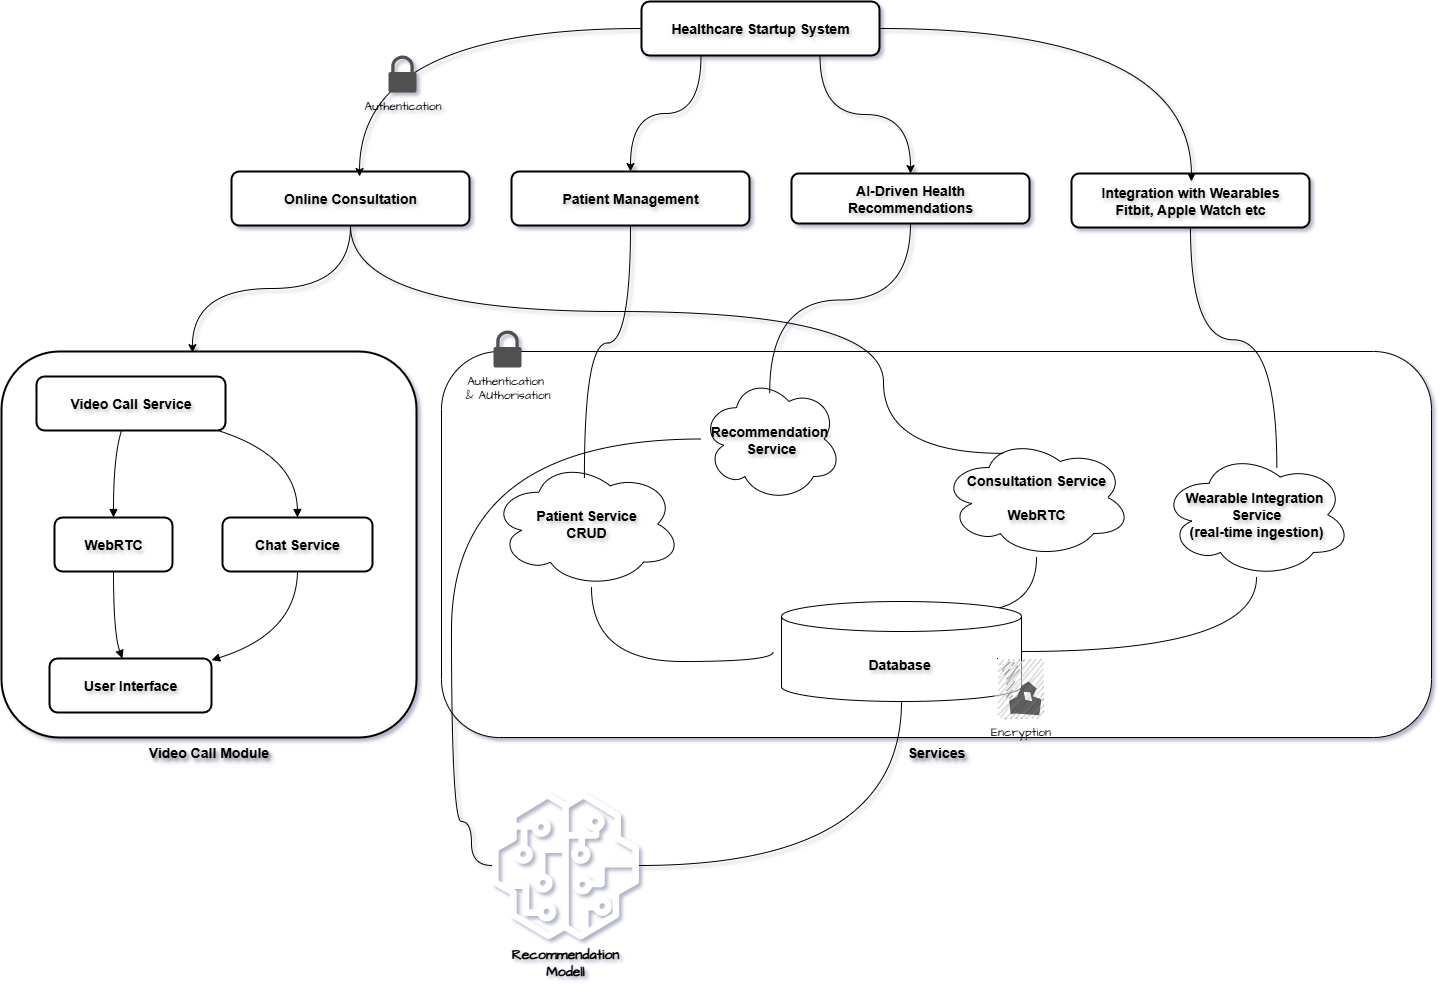 Healthcare Startup System
Authentication
Online Consultation
Patient Management
AI-Driven Health
Recommendations
Integration with Wearables
Fitbit, Apple Watch etc
Authentication
& Authorisation
Video Call Service
WebRTC
Chat Service
User Interface
Video Call Module
Recommendation
Service
Patient Service
CRUD
Consultation Service
WebRTC
Wearable Integration
Service
(real-time ingestion)
Database
Encryption
Services
Recommendation
Modell